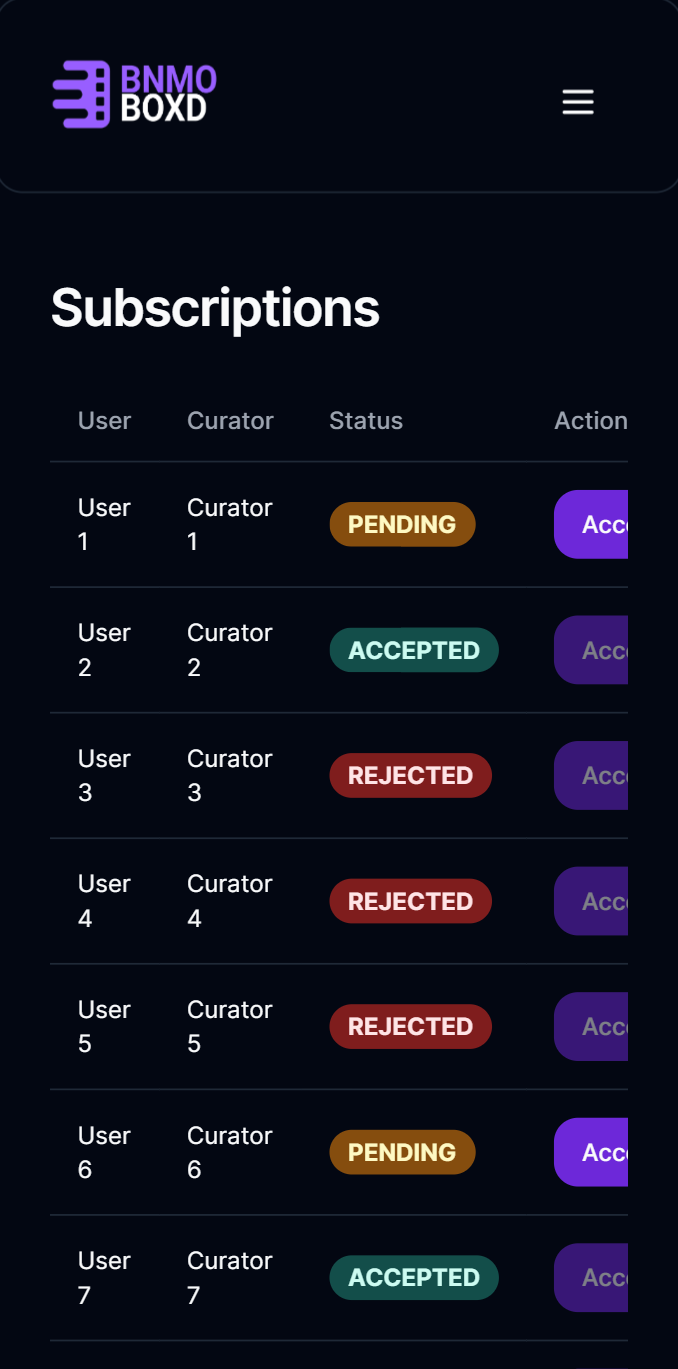 BNMO
BOXD
Subscriptions
User Curator Status Action
User 1 Curator 1 PENDING Acc
User 2 Curator 2 ACCEPTED Acc
User 3 Curator 3 REJECTED Acc
User 4 Curator 4 REJECTED Acc
User 5 Curator 5 REJECTED Acc
User 6 Curator 6 PENDING Acc
User 7 Curator 7 ACCEPTED Acc